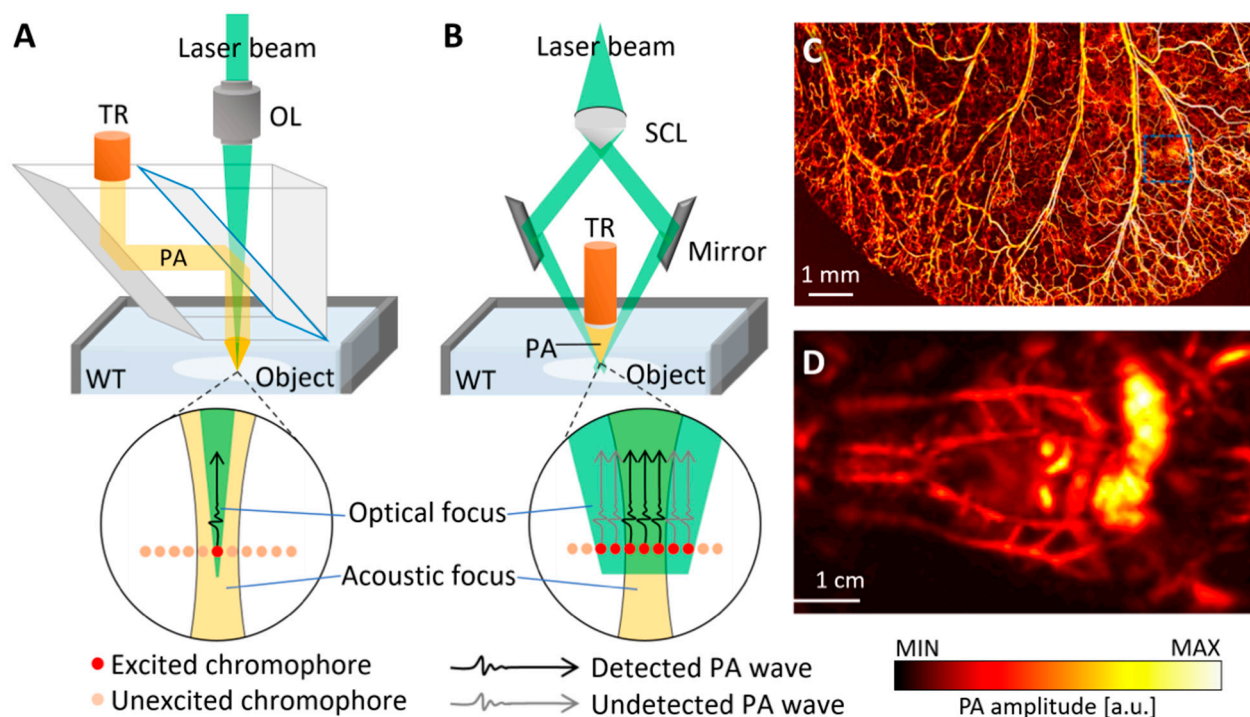 A
Laser beam
OL
TR
PA
WT
Object
B
Laser beam
SCL
TR
Mirror
PA
WT
Object
Optical focus
Acoustic focus
Excited chromophore
Unexcited chromophore
Detected PA wave
Undetected PA wave
C
1 mm
D
1 cm
MIN MAX
PA amplitude [a.u.]